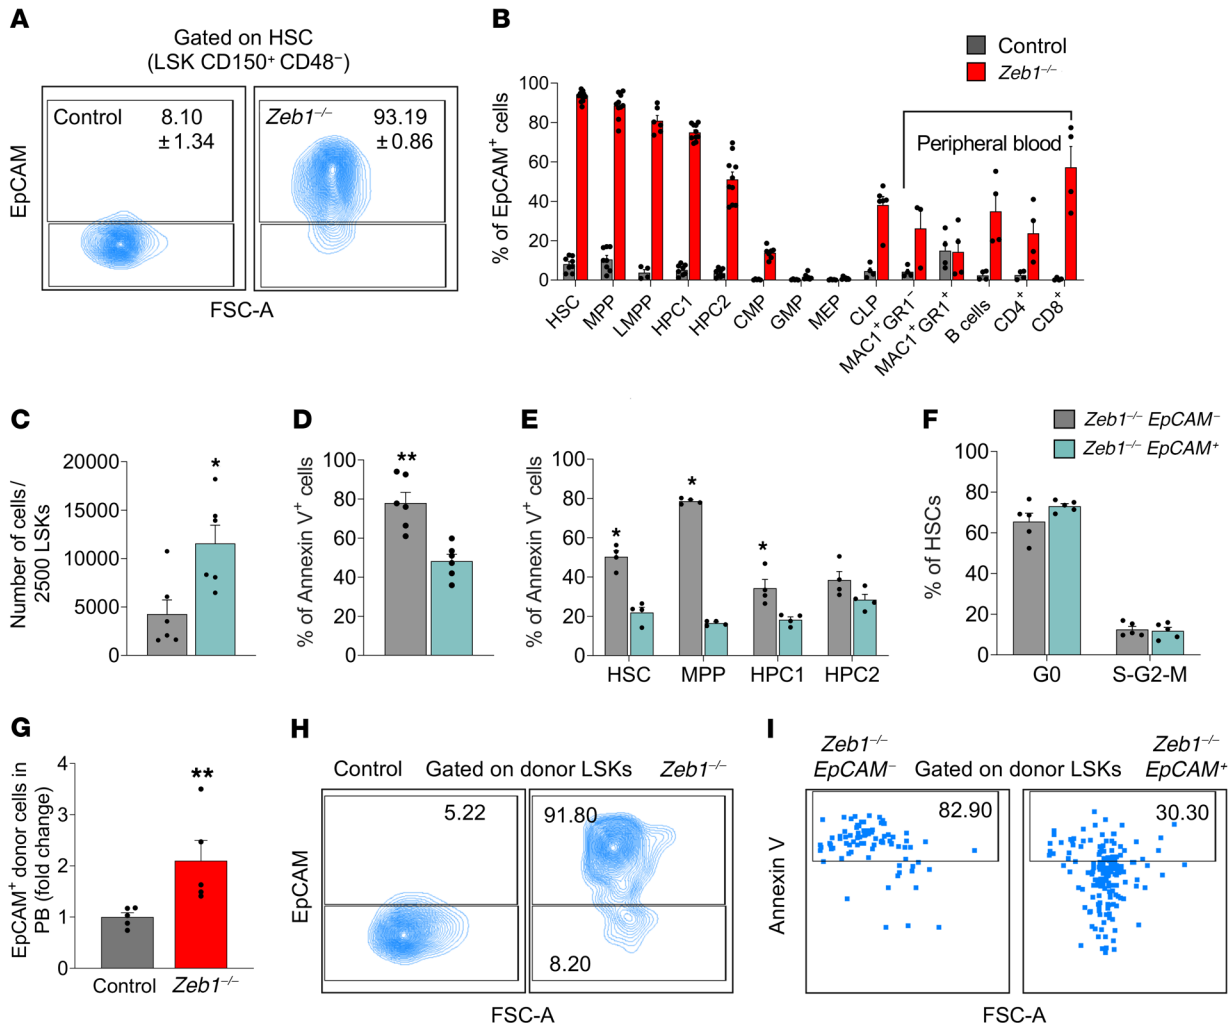 A
Gated on HSC
(LSK CD150⁺ CD48⁻)
Control
8.10
± 1.34
Zeb1⁻/⁻
93.19
± 0.86
EpCAM
FSC-A
B
Control
Zeb1⁻/⁻
% of EpCAM⁺ cells
100
80
60
40
20
0
Peripheral blood
HSC
MPP
LMPP
HPC1
HPC2
CMP
GMP
MEP
CLP
MAC1⁺GR1⁻
MAC1⁺GR1⁺
B cells
CD4⁺
CD8⁺
C
Number of cells/
2500 LSKs
20000
15000
10000
5000
0
*
D
% of Annexin V⁺ cells
100
80
60
40
20
0
**
E
% of Annexin V⁺ cells
100
80
60
40
20
0
*
*
*
HSC
MPP
HPC1
HPC2
F
Zeb1⁻/⁻ EpCAM⁻
Zeb1⁻/⁻ EpCAM⁺
% of HSCs
100
80
60
40
20
0
G0
S-G2-M
G
EpCAM⁺ donor cells in
PB (fold change)
4
3
2
1
0
**
Control
Zeb1⁻/⁻
H
Control
Gated on donor LSKs
Zeb1⁻/⁻
5.22
91.80
8.20
EpCAM
FSC-A
I
Zeb1⁻/⁻
EpCAM⁻
Gated on donor LSKs
Zeb1⁻/⁻
EpCAM⁺
82.90
30.30
Annexin V
FSC-A